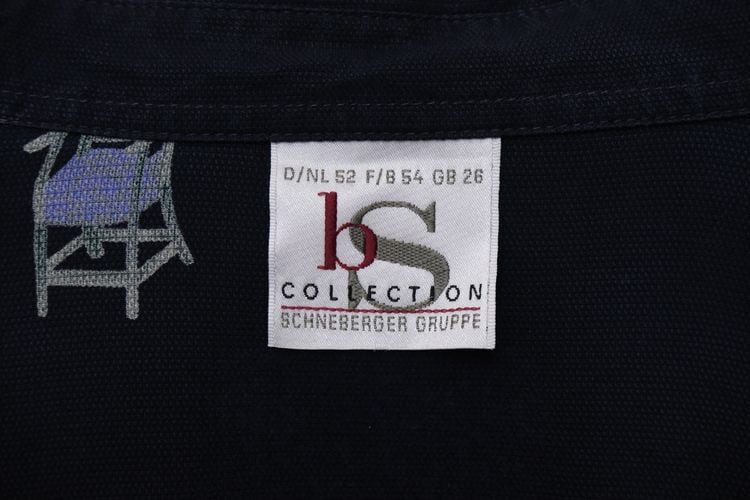 D/NL 52 F/B 54 GB 26
bS
COLLECTION
SCHNEBERGER GRUPPE